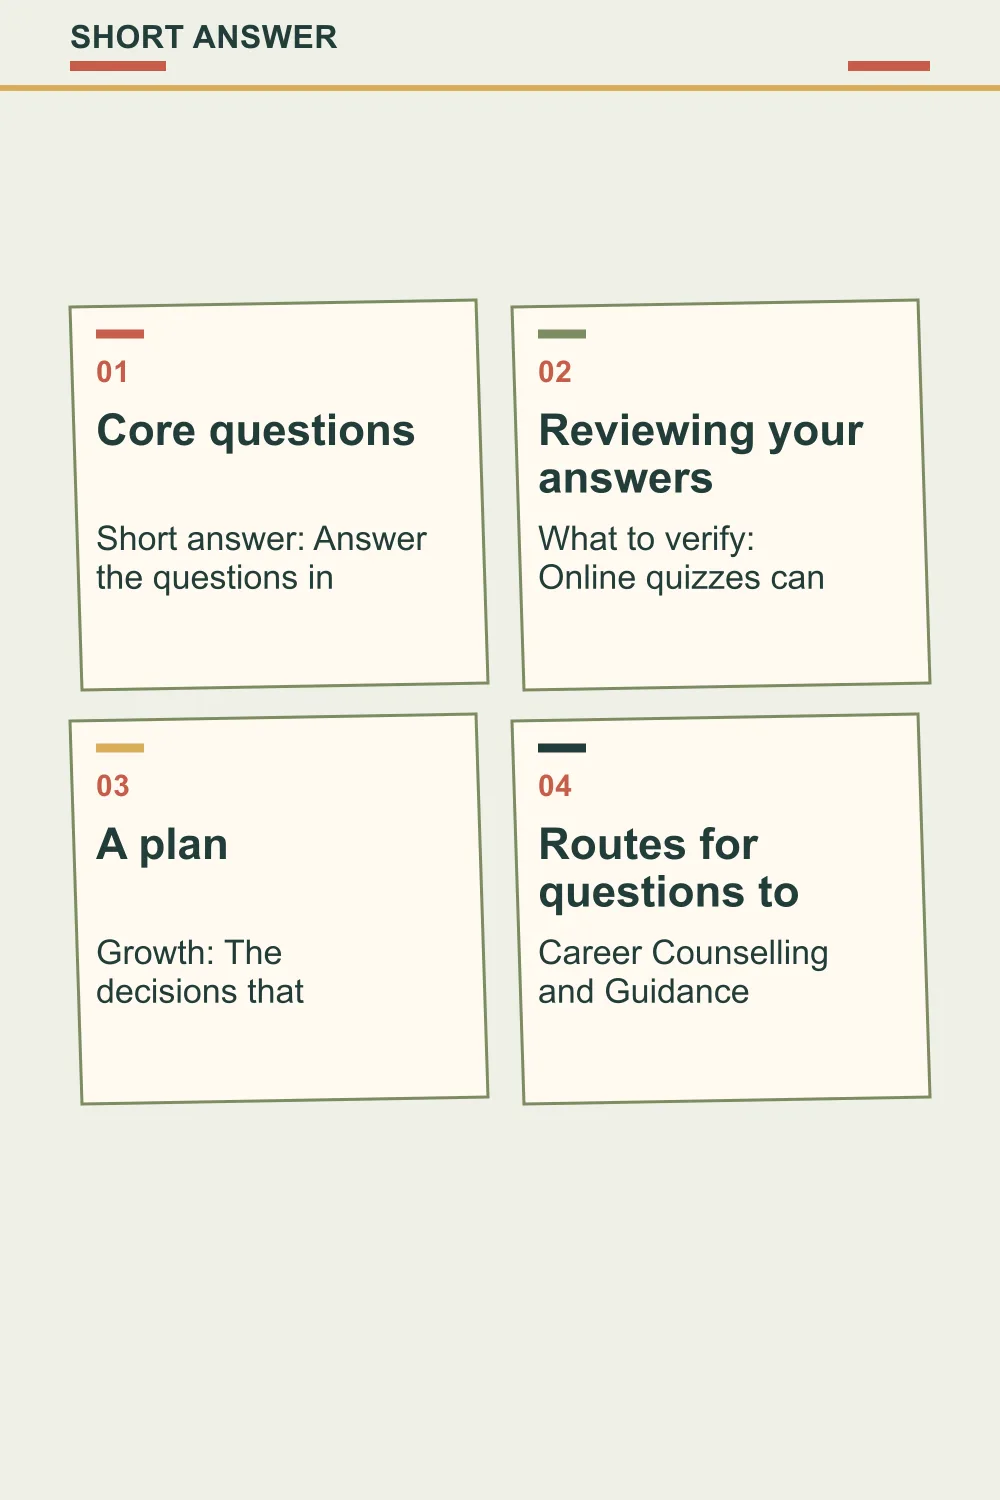 SHORT ANSWER
01
Core questions
Short answer: Answer
the questions in
02
Reviewing your
answers
What to verify:
Online quizzes can
03
A plan
Growth: The
decisions that
04
Routes for
questions to
Career Counselling
and Guidance